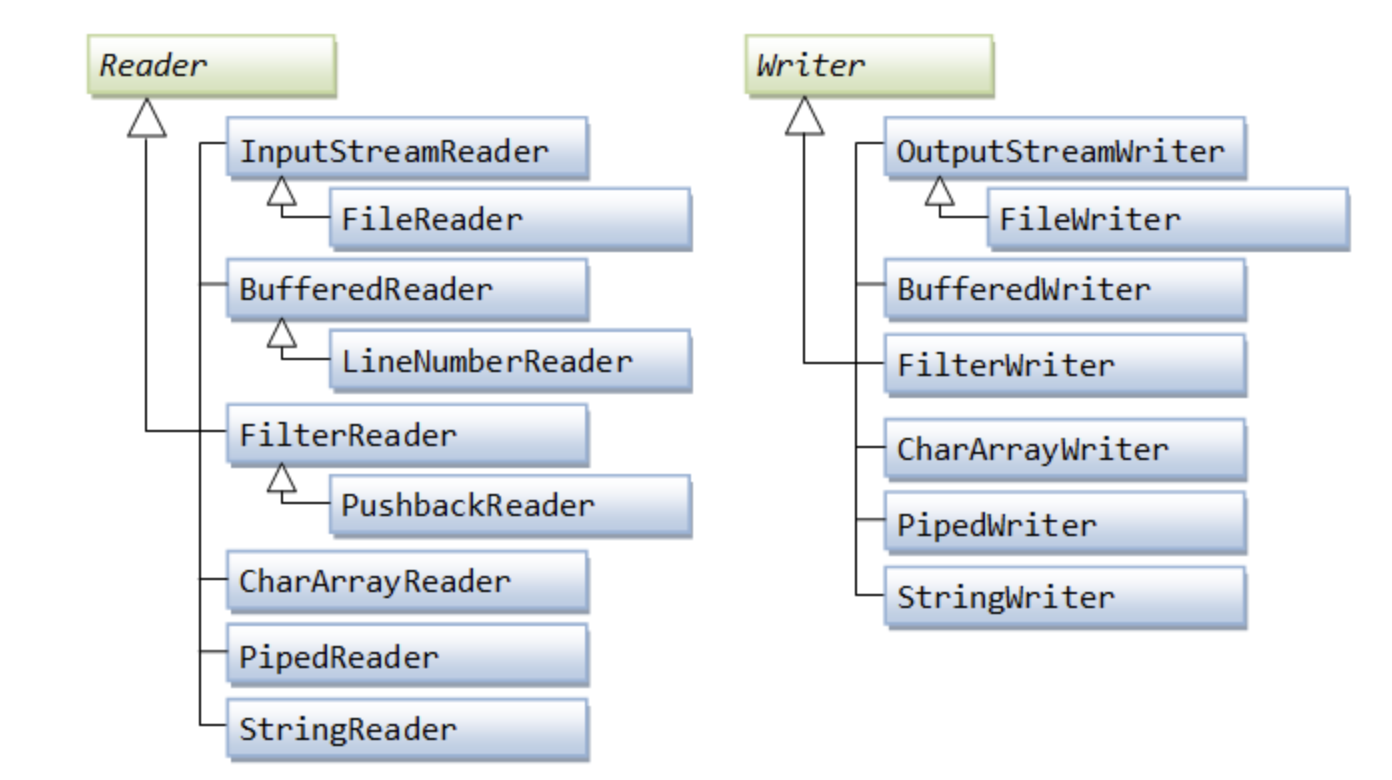 Reader
InputStreamReader
FileReader
BufferedReader
LineNumberReader
FilterReader
PushbackReader
CharArrayReader
PipedReader
StringReader
Writer
OutputStreamWriter
FileWriter
BufferedWriter
FilterWriter
CharArrayWriter
PipedWriter
StringWriter